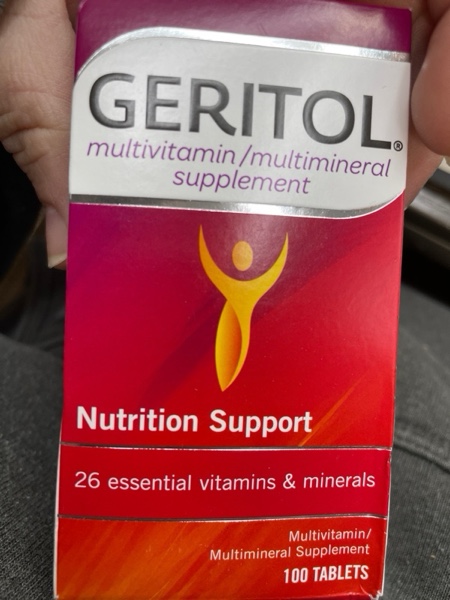 GERITOL®
multivitamin/multimineral
supplement
Nutrition Support
26 essential vitamins & minerals
Multivitamin/
Multimineral Supplement
100 TABLETS